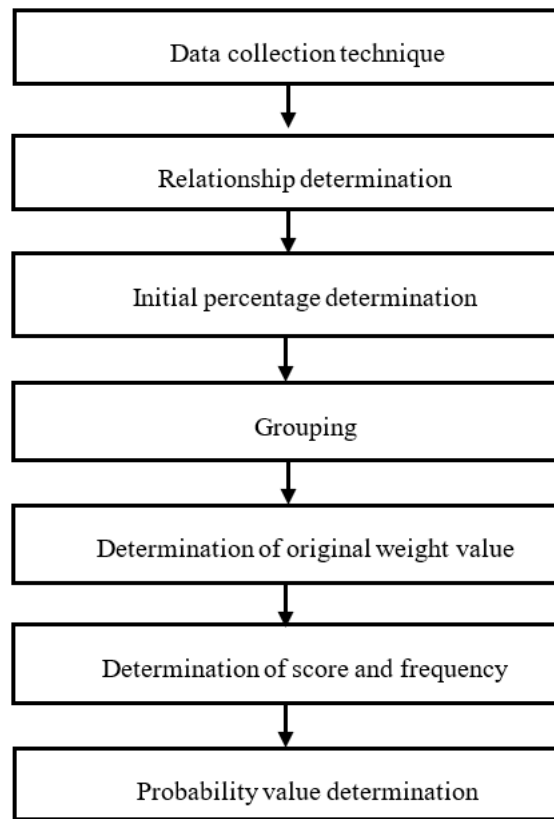 Data collection technique
Relationship determination
Initial percentage determination
Grouping
Determination of original weight value
Determination of score and frequency
Probability value determination